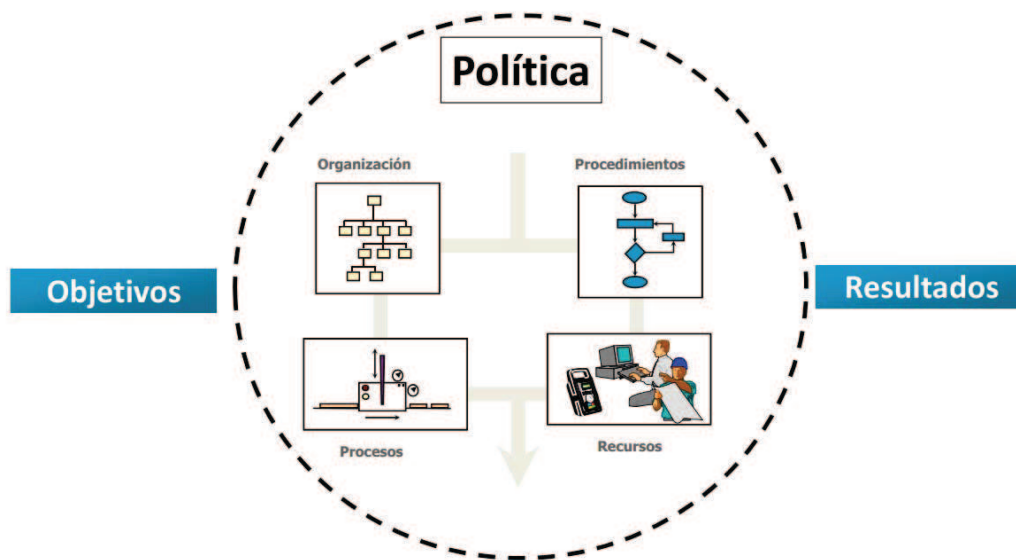 Política
Organización
Procedimientos
Objetivos
Resultados
Procesos
Recursos